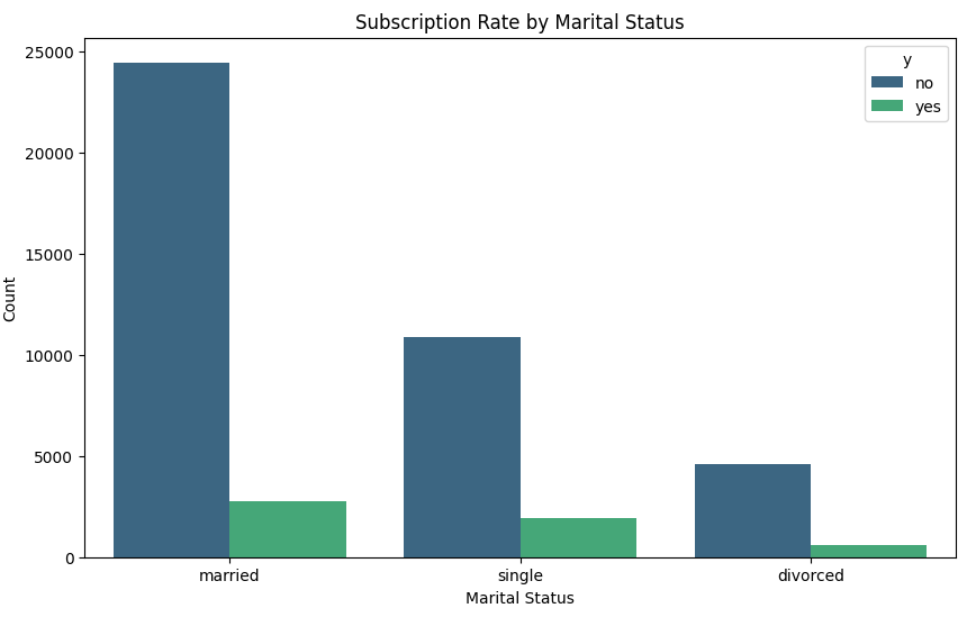 Subscription Rate by Marital Status
y
no
yes
25000
20000
15000
10000
5000
0
Count
married single divorced
Marital Status